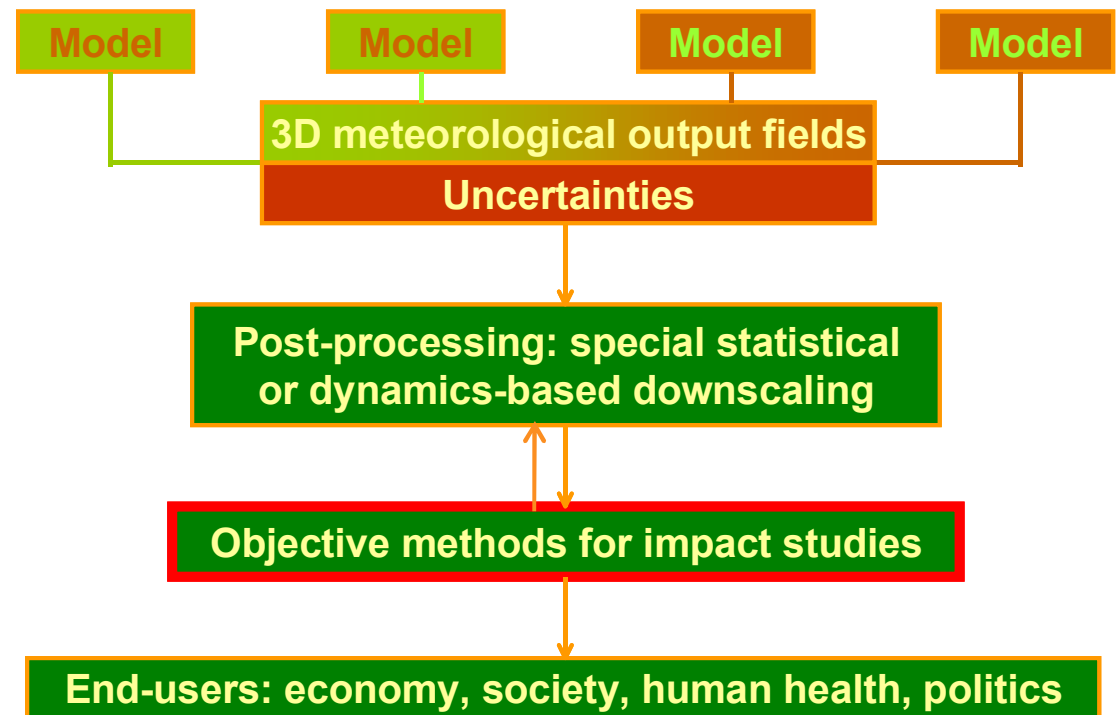 Model
Model
Model
Model
3D meteorological output fields
Uncertainties
Post-processing: special statistical
or dynamics-based downscaling
Objective methods for impact studies
End-users: economy, society, human health, politics